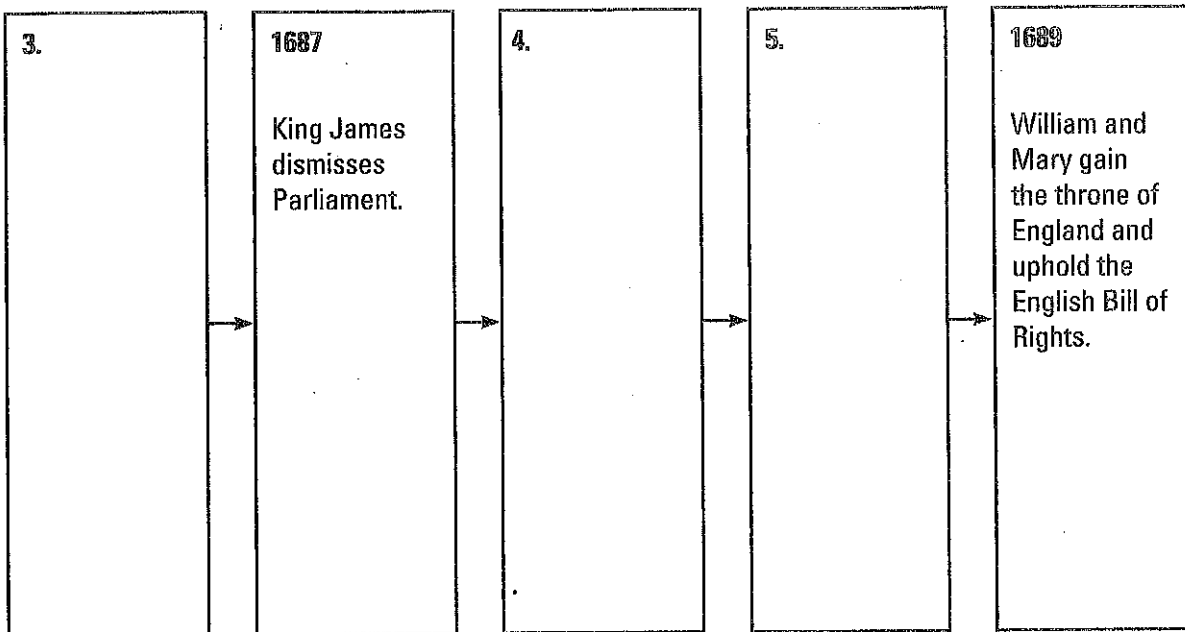 3.
1687
King James
dismisses
Parliament.
4.
5.
1689
William and
Mary gain
the throne of
England and
uphold the
English Bill of
Rights.